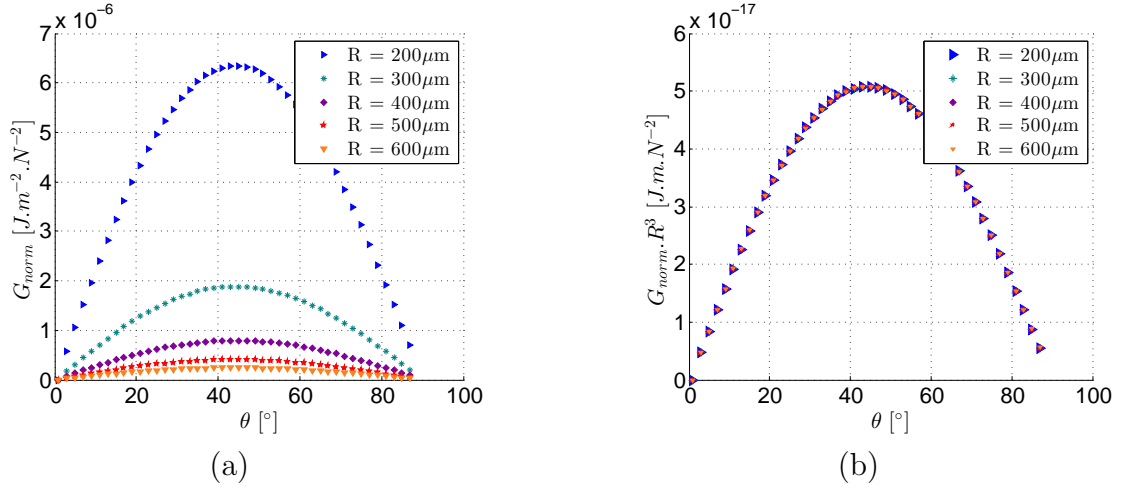 7 x 10⁻⁶
6
5
4
3
2
1
0
0 20 40 60 80 100
G_norm [J.m⁻².N⁻²]
θ [°]
R = 200μm
R = 300μm
R = 400μm
R = 500μm
R = 600μm
(a)
6 x 10⁻¹⁷
5
4
3
2
1
0
0 20 40 60 80 100
G_norm.R³ [J.m.N⁻²]
θ [°]
R = 200μm
R = 300μm
R = 400μm
R = 500μm
R = 600μm
(b)